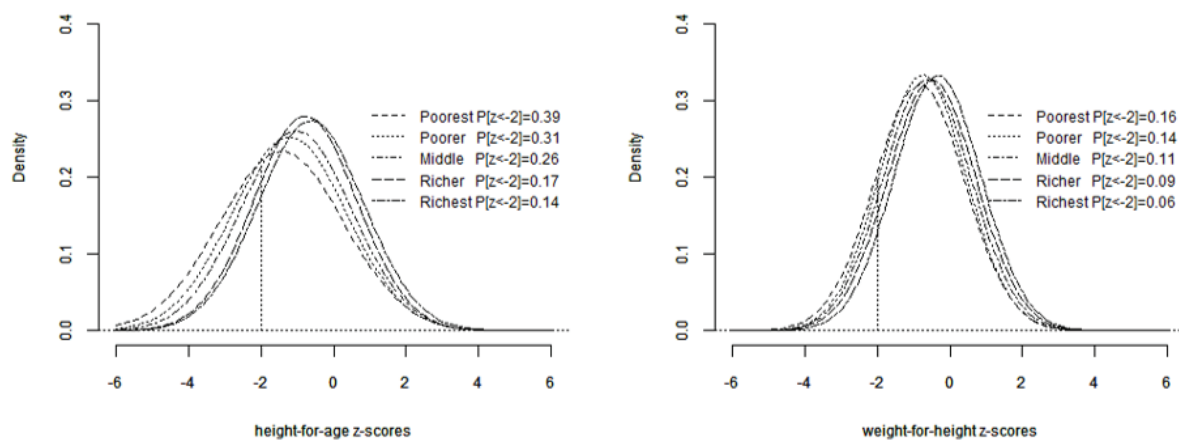 0.4
0.3
0.2
0.1
0.0
Density
Poorest P[z<-2]=0.39
Poorer P[z<-2]=0.31
Middle P[z<-2]=0.26
Richer P[z<-2]=0.17
Richest P[z<-2]=0.14
-6 -4 -2 0 2 4 6
height-for-age z-scores
0.4
0.3
0.2
0.1
0.0
Density
Poorest P[z<-2]=0.16
Poorer P[z<-2]=0.14
Middle P[z<-2]=0.11
Richer P[z<-2]=0.09
Richest P[z<-2]=0.06
-6 -4 -2 0 2 4 6
weight-for-height z-scores